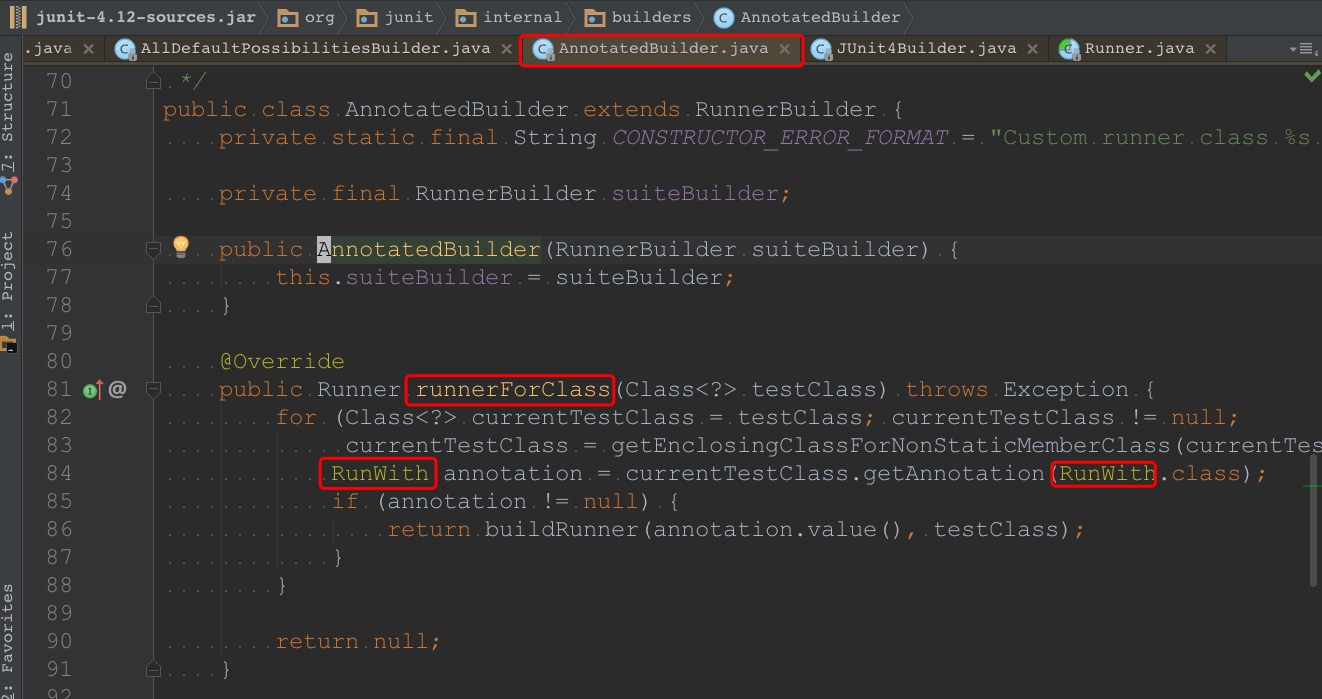 junit-4.12-sources.jar org junit internal builders AnnotatedBuilder
.java AllDefaultPossibilitiesBuilder.java AnnotatedBuilder.java JUnit4Builder.java Runner.java
7: Structure
1: Project
2: Favorites
70 */
71 public class AnnotatedBuilder extends RunnerBuilder {
72 private static final String CONSTRUCTOR_ERROR_FORMAT = "Custom runner class %s
73
74 private final RunnerBuilder suiteBuilder;
75
76 public AnnotatedBuilder(RunnerBuilder suiteBuilder) {
77 this.suiteBuilder = suiteBuilder;
78 }
79
80 @Override
81 public Runner runnerForClass(Class<?> testClass) throws Exception {
82 for (Class<?> currentTestClass = testClass; currentTestClass != null;
83 currentTestClass = getEnclosingClassForNonStaticMemberClass(currentTes
84 RunWith annotation = currentTestClass.getAnnotation(RunWith.class);
85 if (annotation != null) {
86 return buildRunner(annotation.value(), testClass);
87 }
88 }
89
90 return null;
91 }
92